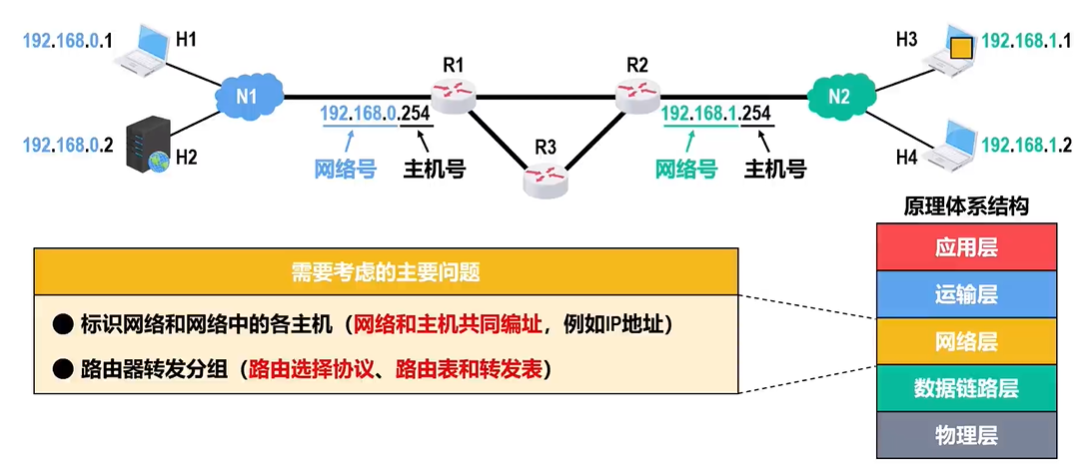 192.168.0.1
H1
192.168.0.2
H2
N1
192.168.0.254
网络号
主机号
R1
R2
R3
192.168.1.254
网络号
主机号
N2
H3
192.168.1.1
H4
192.168.1.2
需要考虑的主要问题
● 标识网络和网络中的各主机（网络和主机共同编址，例如IP地址）
● 路由器转发分组（路由选择协议、路由表和转发表）
原理体系结构
应用层
运输层
网络层
数据链路层
物理层